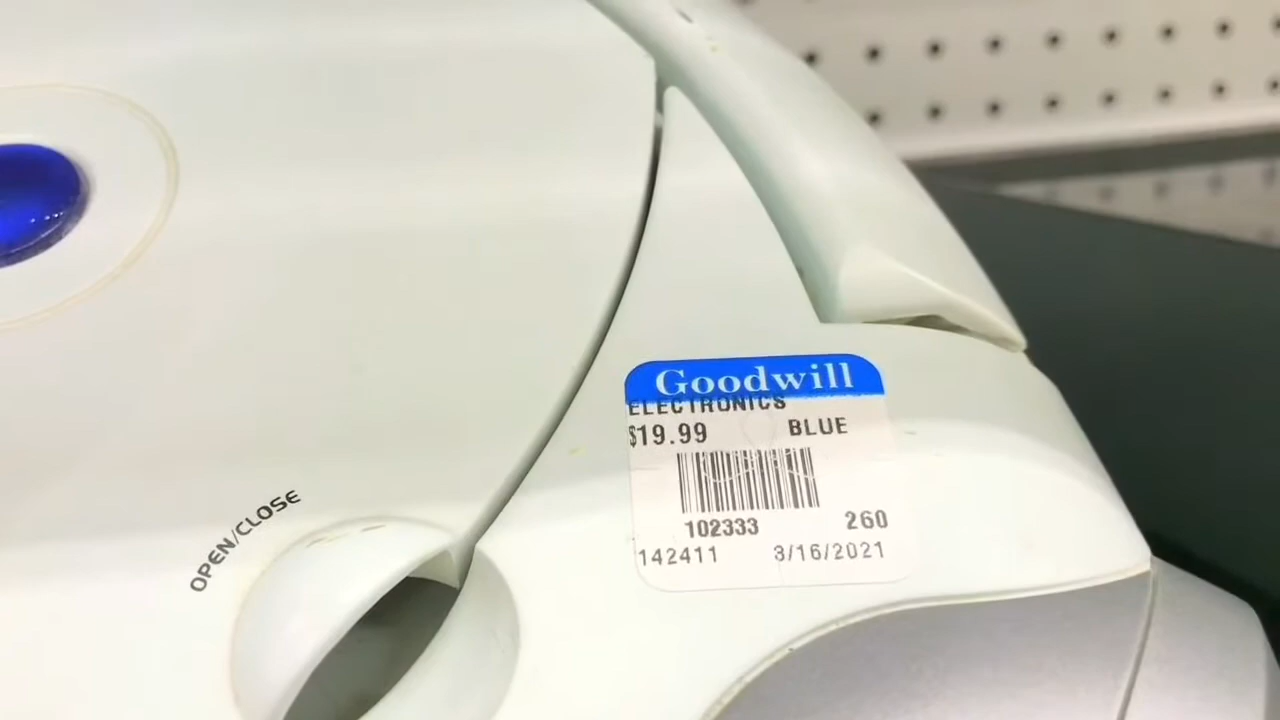 Goodwill
ELECTRONICS
$19.99 BLUE
102333 260
142411 3/16/2021
OPEN/CLOSE